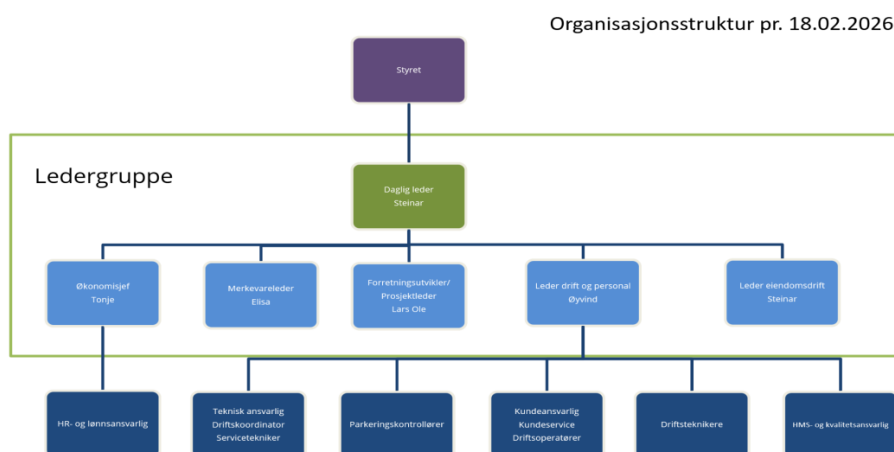 Organisasjonsstruktur pr. 18.02.2026
Styret
Ledergruppe
Daglig leder
Steinar
Økonomisjef
Tonje
Merkevareleder
Elisa
Forretningsutvikler/
Prosjektleder
Lars Ole
Leder drift og personal
Øyvind
Leder eiendomsdrift
Steinar
HR- og lønnsansvarlig
Teknisk ansvarlig
Driftskoordinator
Servicetekniker
Parkeringskontrollører
Kundeansvarlig
Kundeservice
Driftsoperatører
Driftsteknikere
HMS- og kvalitetsansvarlig